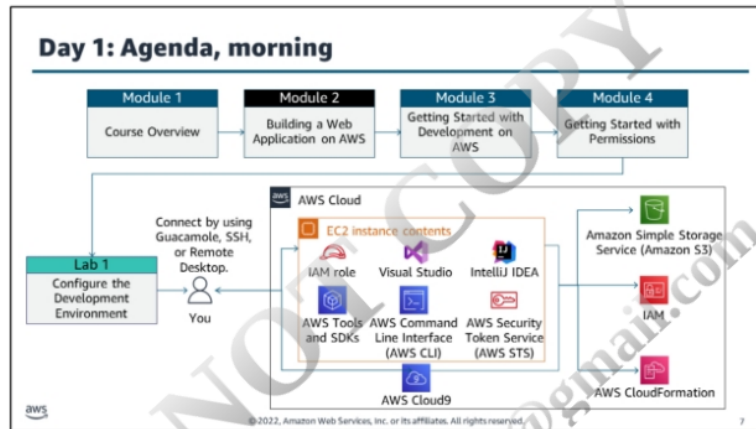 Day 1: Agenda, morning
Module 1
Course Overview
Module 2
Building a Web
Application on AWS
Module 3
Getting Started with
Development on
AWS
Module 4
Getting Started with
Permissions
Lab 1
Configure the
Development
Environment
Connect by using
Guacamole, SSH,
or Remote
Desktop.
You
aws
AWS Cloud
EC2 instance contents
IAM role
Visual Studio
IntelliJ IDEA
AWS Tools
and SDKs
AWS Command
Line Interface
(AWS CLI)
AWS Security
Token Service
(AWS STS)
AWS Cloud9
Amazon Simple Storage
Service (Amazon S3)
IAM
AWS CloudFormation
aws
©2022, Amazon Web Services, Inc. or its affiliates. All rights reserved.
7
NOT COPY
@gmail.com